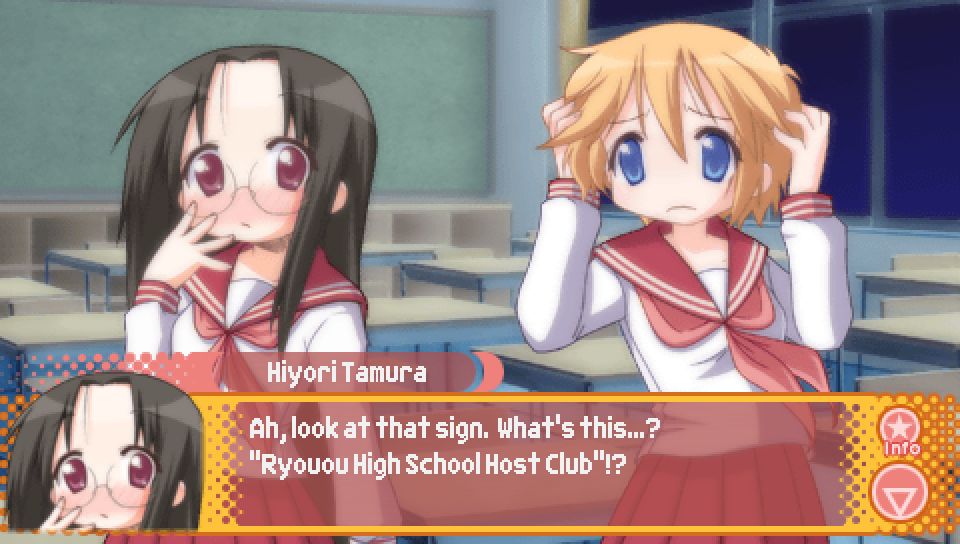 Hiyori Tamura
Ah, look at that sign. What's this...?
"Ryouou High School Host Club"!?
Info